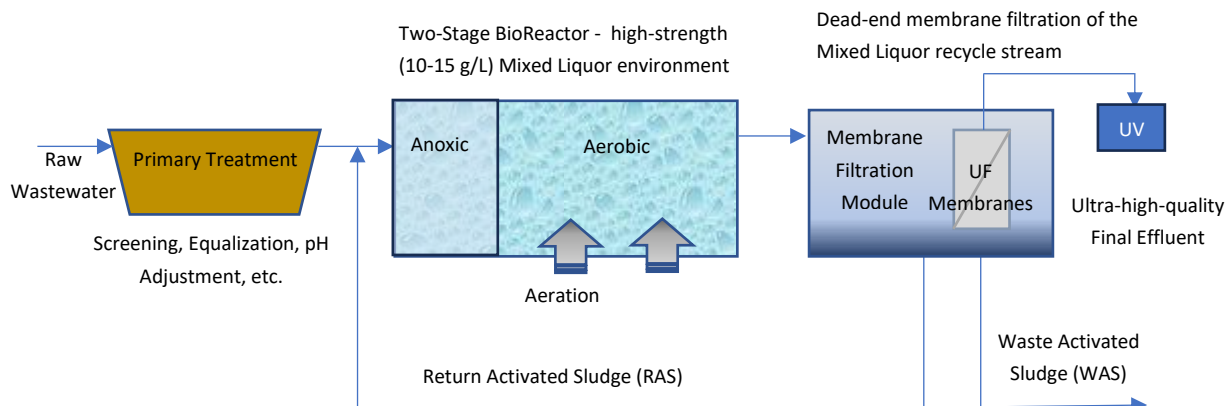 Two-Stage BioReactor - high-strength
(10-15 g/L) Mixed Liquor environment
Dead-end membrane filtration of the
Mixed Liquor recycle stream
Raw
Wastewater
Primary Treatment
Screening, Equalization, pH
Adjustment, etc.
Anoxic
Aerobic
Aeration
Membrane
Filtration
Module
UF
Membranes
UV
Ultra-high-quality
Final Effluent
Return Activated Sludge (RAS)
Waste Activated
Sludge (WAS)